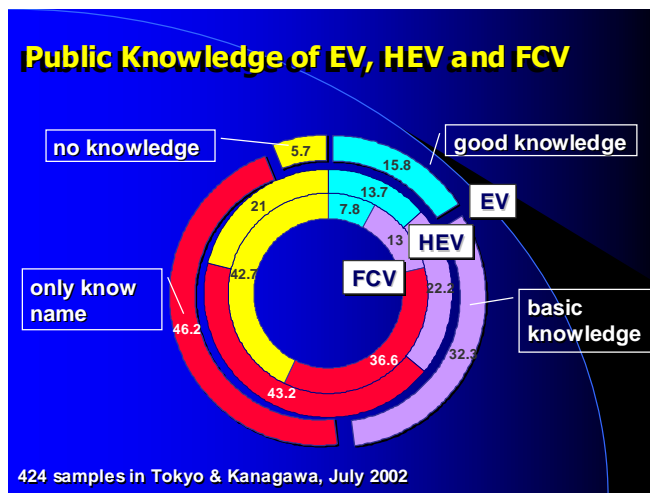 Public Knowledge of EV, HEV and FCV
no knowledge
good knowledge
5.7
15.8
13.7
7.8
21
EV
13
HEV
FCV
42.7
22.2
only know
name
46.2
basic
knowledge
32.3
36.6
43.2
424 samples in Tokyo & Kanagawa, July 2002